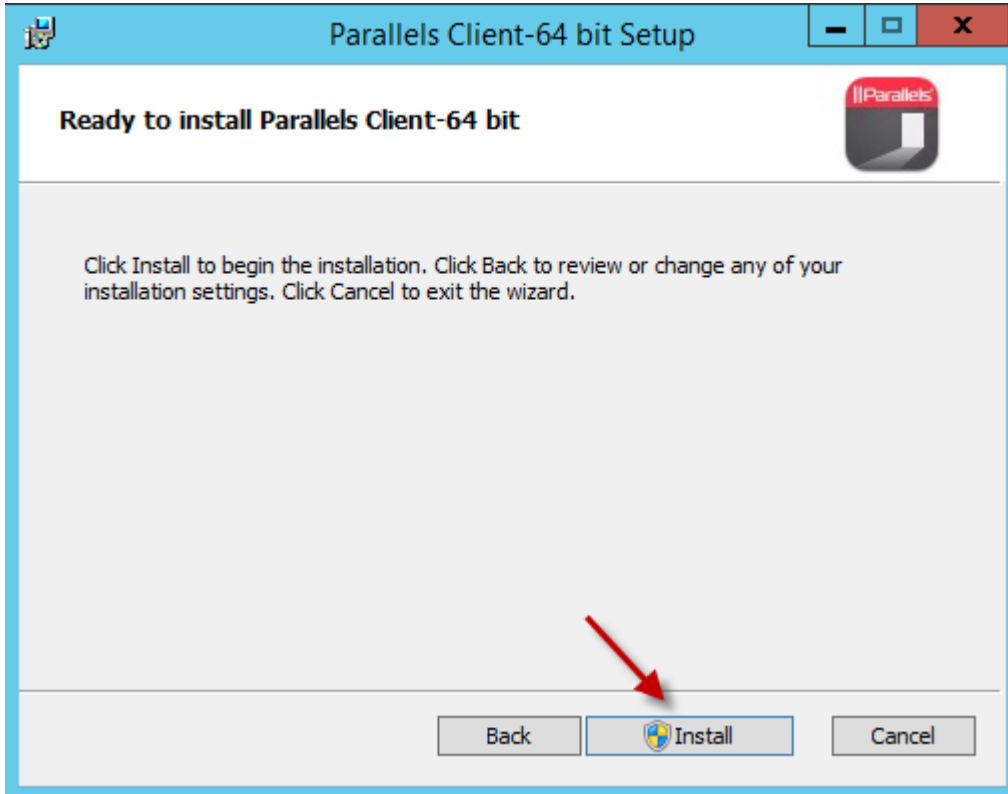 Parallels Client-64 bit Setup
Ready to install Parallels Client-64 bit
||Parallels®
Click Install to begin the installation. Click Back to review or change any of your
installation settings. Click Cancel to exit the wizard.
Back
Install
Cancel